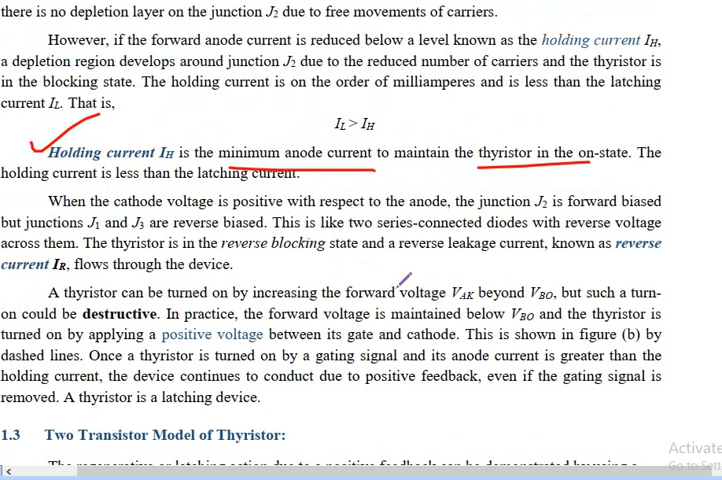 there is no depletion layer on the junction J2 due to free movements of carriers.
However, if the forward anode current is reduced below a level known as the holding current IH,
a depletion region develops around junction J2 due to the reduced number of carriers and the thyristor is
in the blocking state. The holding current is on the order of milliamperes and is less than the latching
current IL. That is,
IL > IH
Holding current IH is the minimum anode current to maintain the thyristor in the on-state. The
holding current is less than the latching current.
When the cathode voltage is positive with respect to the anode, the junction J2 is forward biased
but junctions J1 and J3 are reverse biased. This is like two series-connected diodes with reverse voltage
across them. The thyristor is in the reverse blocking state and a reverse leakage current, known as reverse
current IR, flows through the device.
A thyristor can be turned on by increasing the forward voltage VAK beyond VBO, but such a turn-
on could be destructive. In practice, the forward voltage is maintained below VBO and the thyristor is
turned on by applying a positive voltage between its gate and cathode. This is shown in figure (b) by
dashed lines. Once a thyristor is turned on by a gating signal and its anode current is greater than the
holding current, the device continues to conduct due to positive feedback, even if the gating signal is
removed. A thyristor is a latching device.
1.3 Two Transistor Model of Thyristor:
Activate
Go to Sett